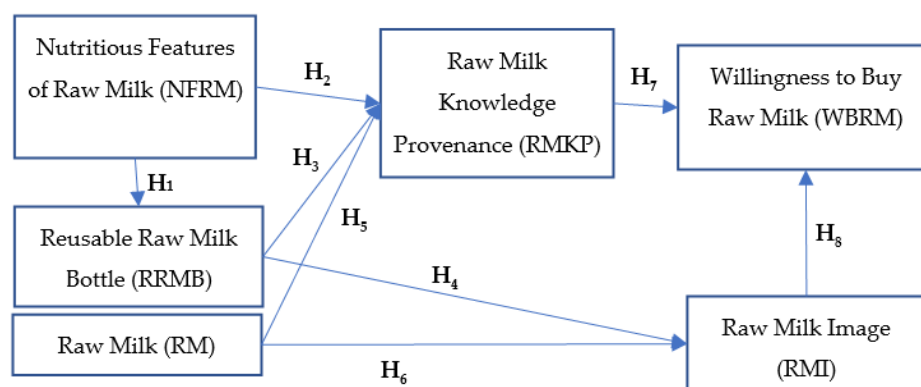 Nutritious Features
of Raw Milk (NFRM)
H2
Raw Milk
Knowledge
Provenance (RMKP)
H7
Willingness to Buy
Raw Milk (WBRM)
H1
H3
H5
Reusable Raw Milk
Bottle (RRMB)
H4
H8
Raw Milk (RM)
H6
Raw Milk Image
(RMI)